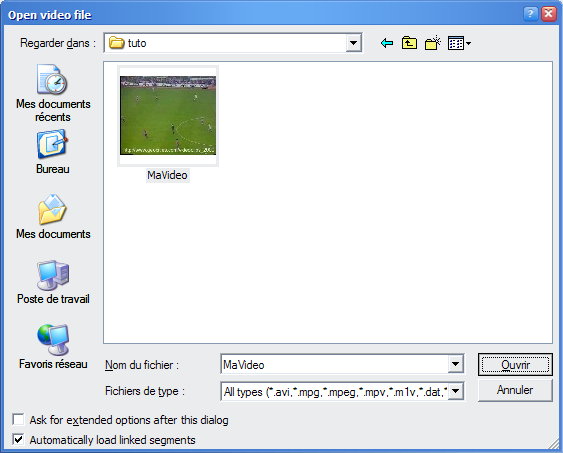 Open video file
Regarder dans :
tuto
Mes documents
récents
Bureau
Mes documents
Poste de travail
Favoris réseau
MaVideo
Nom du fichier :
MaVideo
Ouvrir
Fichiers de type :
All types (*.avi,*.mpg,*.mpeg,*.mpv,*.m1v,*.dat,*
Annuler
Ask for extended options after this dialog
Automatically load linked segments